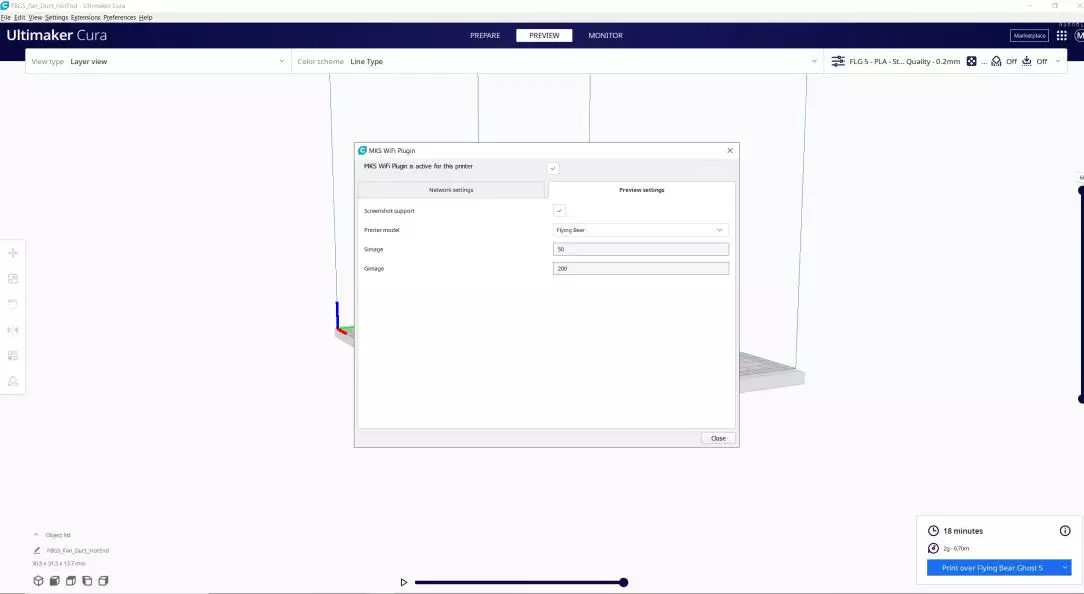 FBG5_Fan_Duct_HotEnd - Ultimaker Cura
File Edit View Settings Extensions Preferences Help
Ultimaker Cura
PREPARE
PREVIEW
MONITOR
Marketplace
M
View type Layer view
Color scheme Line Type
FLG 5 - PLA - St... Quality - 0.2mm
...
Off
Off
MKS WiFi Plugin
MKS WiFi Plugin is active for this printer
Network settings
Preview settings
Screenshot support
Printer model
Flying Bear
Simage
50
Gimage
200
Close
Object list
FBG5_Fan_Duct_HotEnd
30.5 x 31.5 x 13.7 mm
18 minutes
2g · 0.70m
Print over Flying Bear Ghost 5